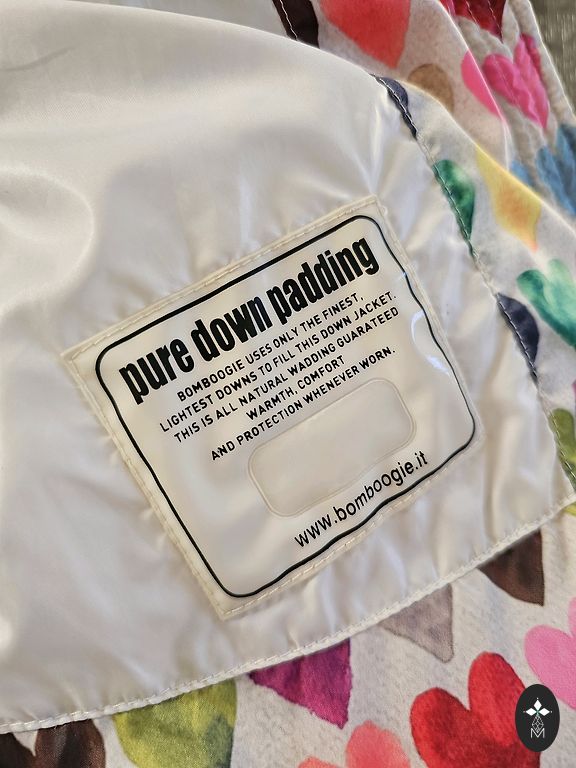 pure down padding
BOMBOOGIE USES ONLY THE FINEST,
LIGHTEST DOWNS TO FILL THIS DOWN JACKET.
THIS IS ALL NATURAL WADDING GUARATEED
WARMTH, COMFORT
AND PROTECTION WHENEVER WORN.
www.bomboogie.it
M